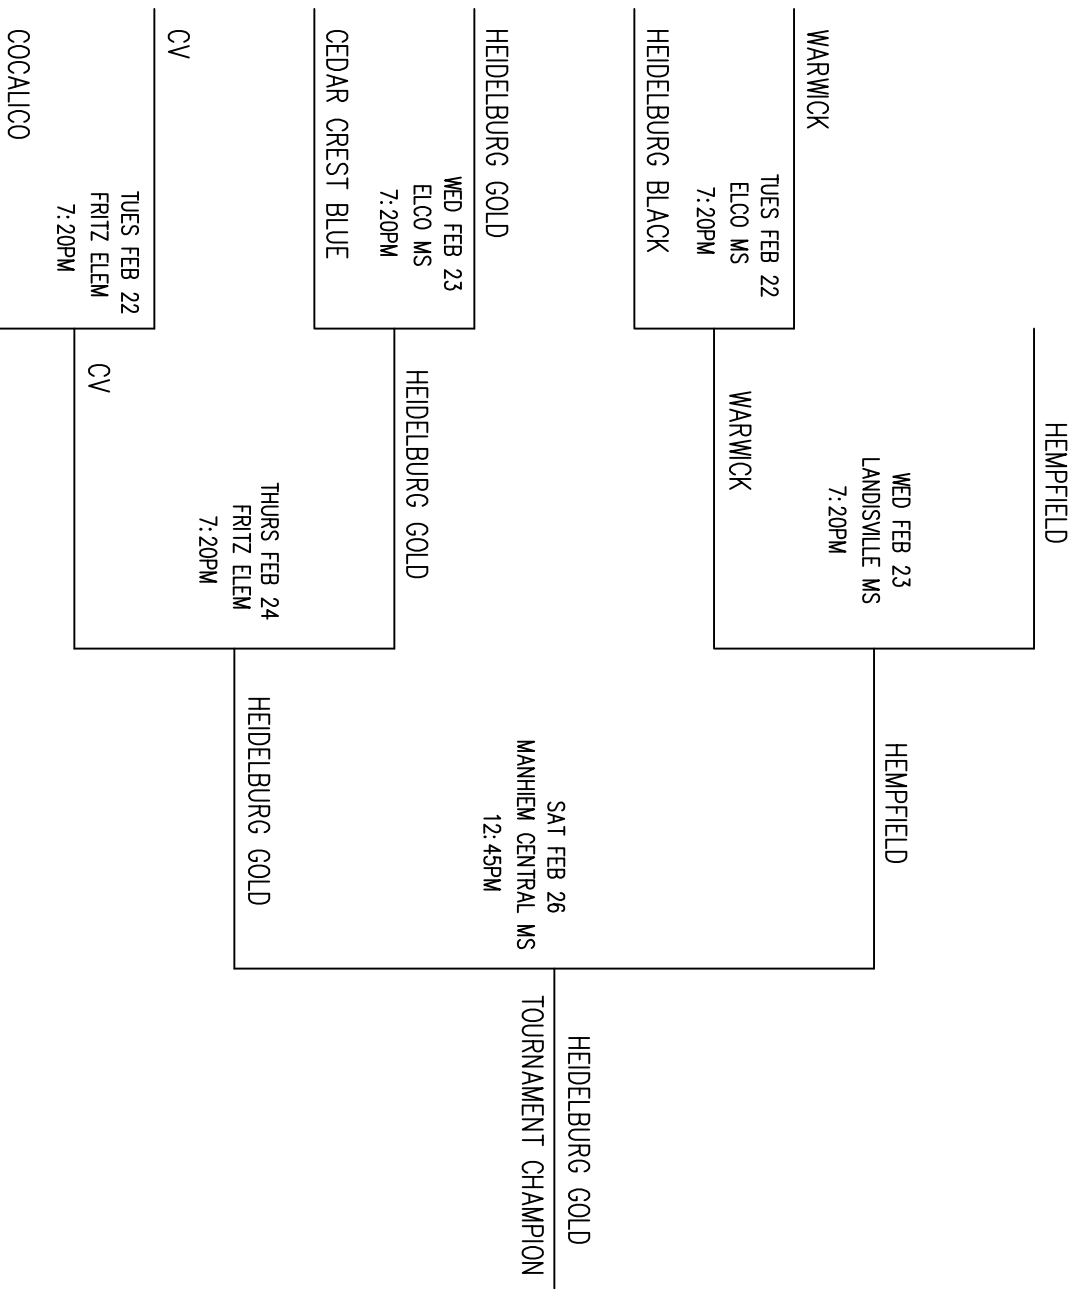 HEMPFIELD
WARWICK
TUES FEB 22
ELCO MS
7:20PM
HEIDELBURG BLACK
WARWICK
WED FEB 23
LANDISVILLE MS
7:20PM
HEMPFIELD
HEIDELBURG GOLD
WED FEB 23
ELCO MS
7:20PM
CEDAR CREST BLUE
HEIDELBURG GOLD
CV
TUES FEB 22
FRITZ ELEM
7:20PM
COCALICO
CV
THURS FEB 24
FRITZ ELEM
7:20PM
HEIDELBURG GOLD
SAT FEB 26
MANHIEM CENTRAL MS
12:45PM
HEIDELBURG GOLD
TOURNAMENT CHAMPION